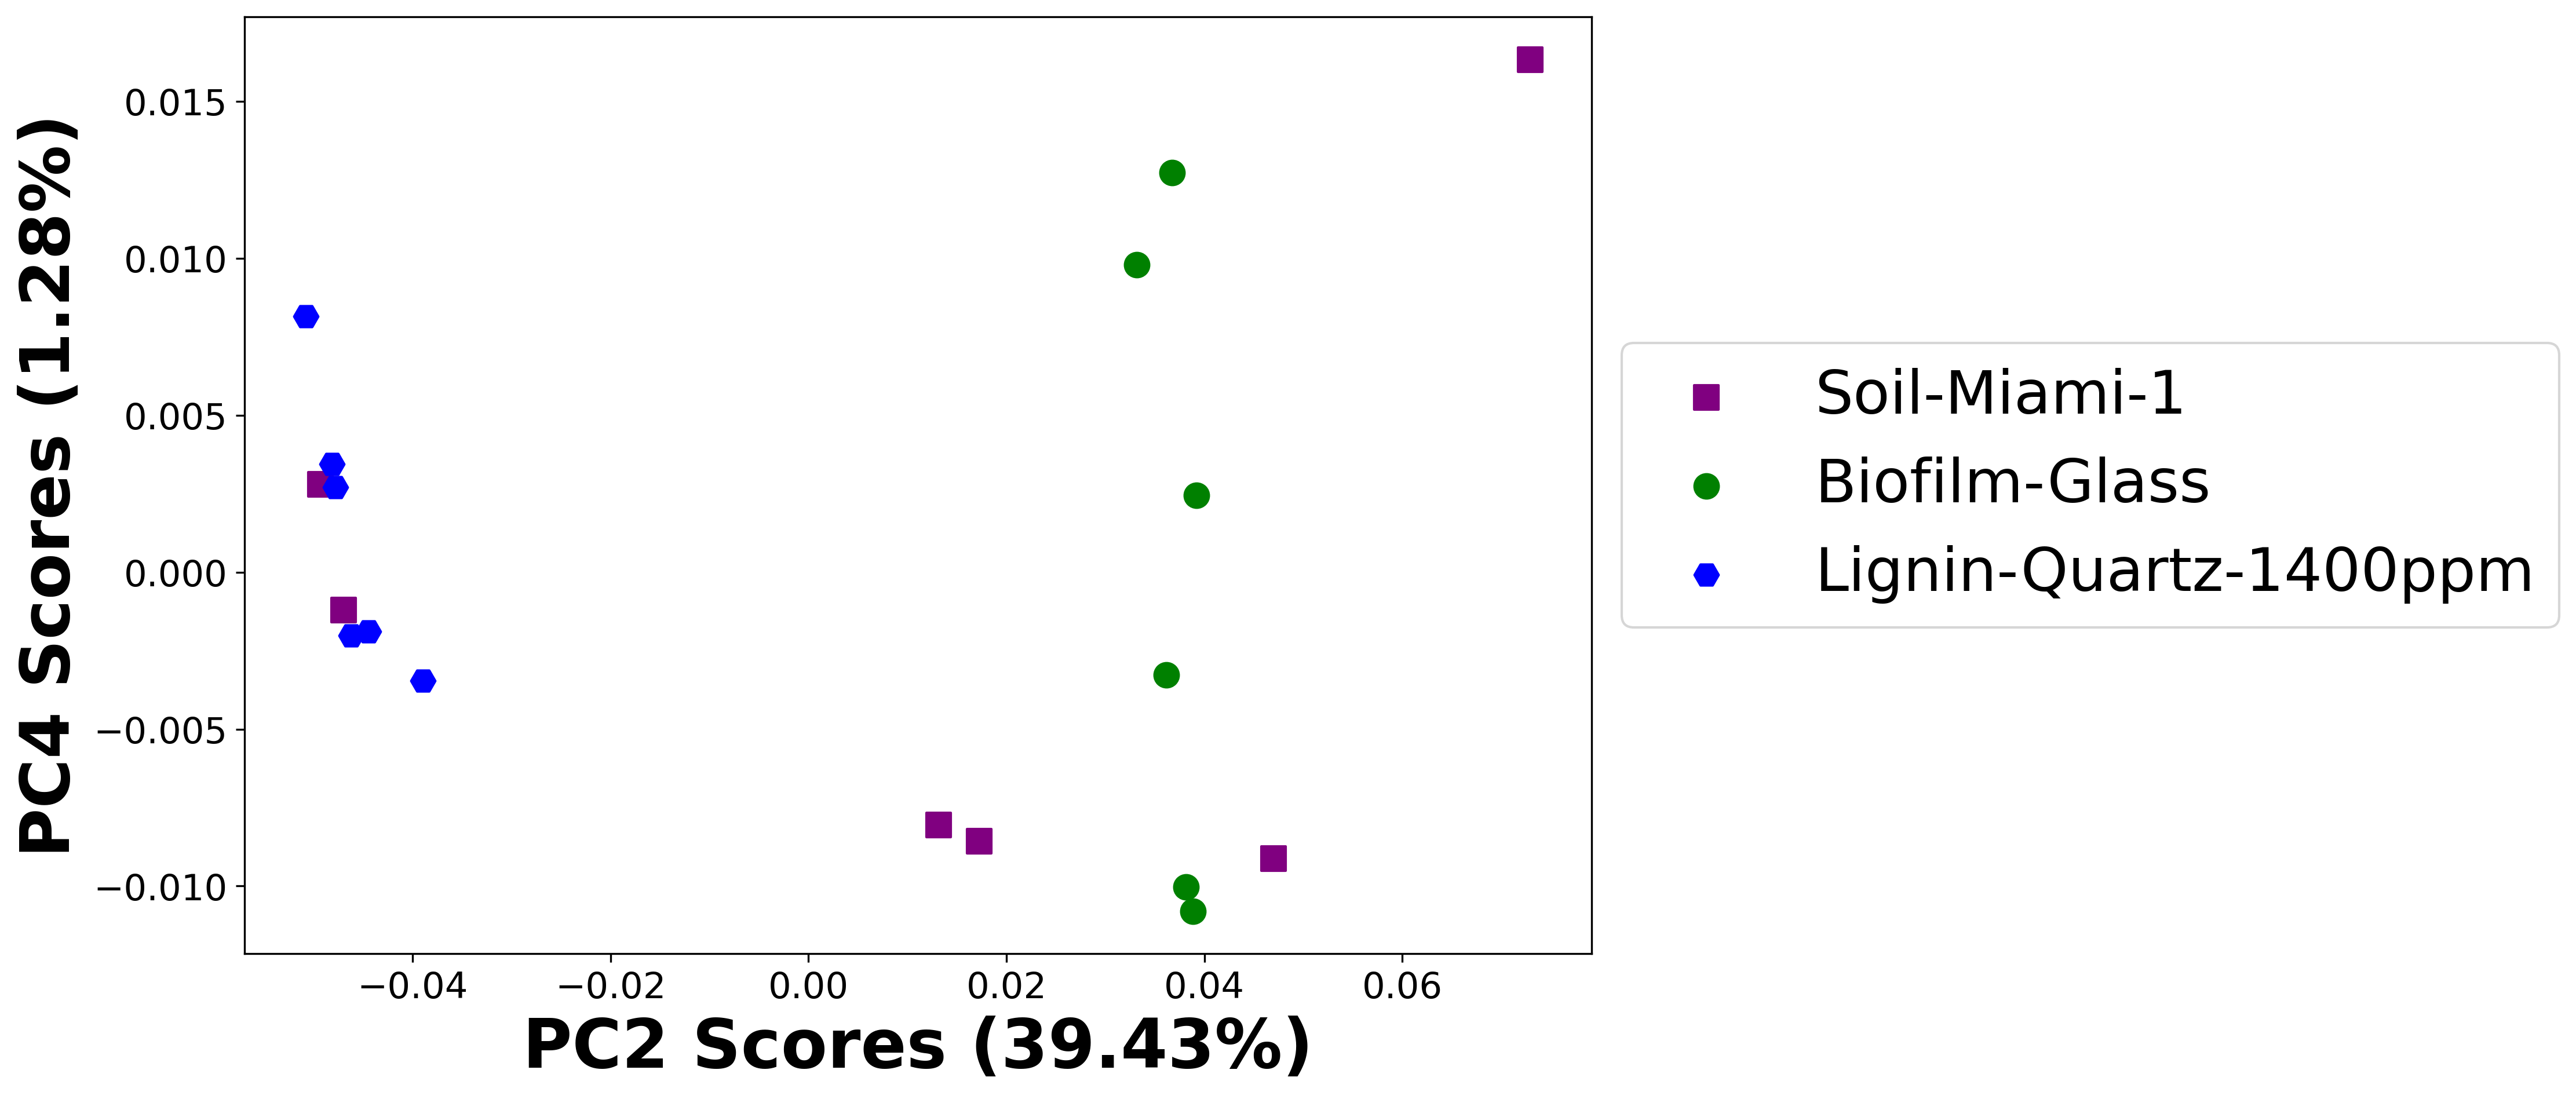 PC4 Scores (1.28%)
0.015
0.010
0.005
0.000
−0.005
−0.010
−0.04 −0.02 0.00 0.02 0.04 0.06
PC2 Scores (39.43%)
Soil-Miami-1
Biofilm-Glass
Lignin-Quartz-1400ppm